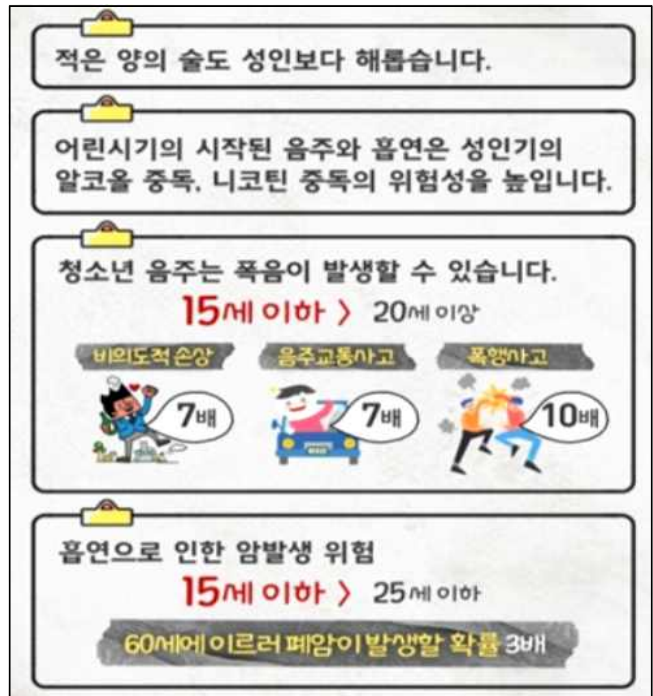 적은 양의 술도 성인보다 해롭습니다.
어린시기의 시작된 음주와 흡연은 성인기의
알코올 중독, 니코틴 중독의 위험성을 높입니다.
청소년 음주는 폭음이 발생할 수 있습니다.
15세 이하 > 20세 이상
비의도적 손상 음주교통사고 폭행사고
7배 7배 10배
흡연으로 인한 암발생 위험
15세 이하 > 25세 이하
60세에 이르러 폐암이 발생할 확률 3배